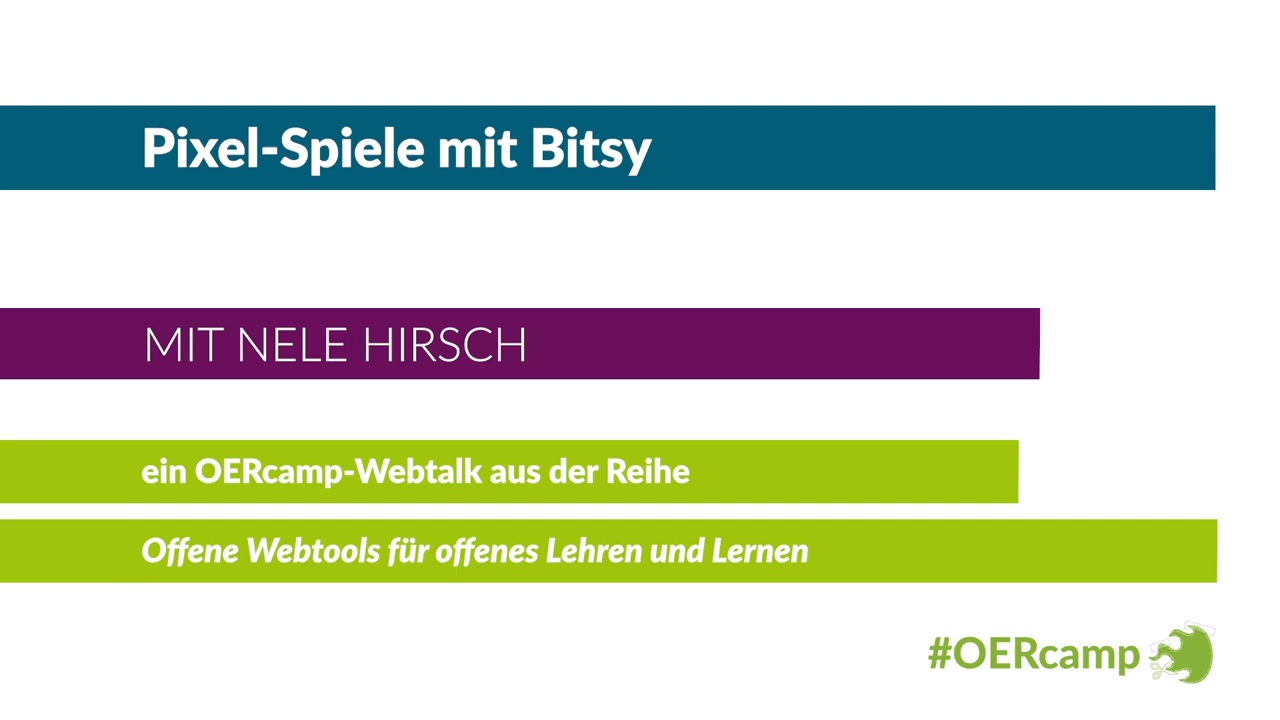 Pixel-Spiele mit Bitsy
MIT NELE HIRSCH
ein OERcamp-Webtalk aus der Reihe
Offene Webtools für offenes Lehren und Lernen
#OERcamp